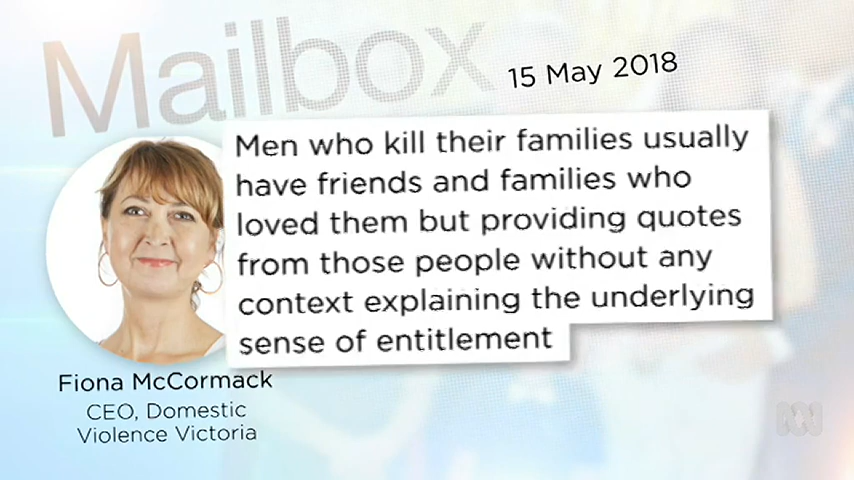 Mailbox
15 May 2018
Men who kill their families usually
have friends and families who
loved them but providing quotes
from those people without any
context explaining the underlying
sense of entitlement
Fiona McCormack
CEO, Domestic
Violence Victoria